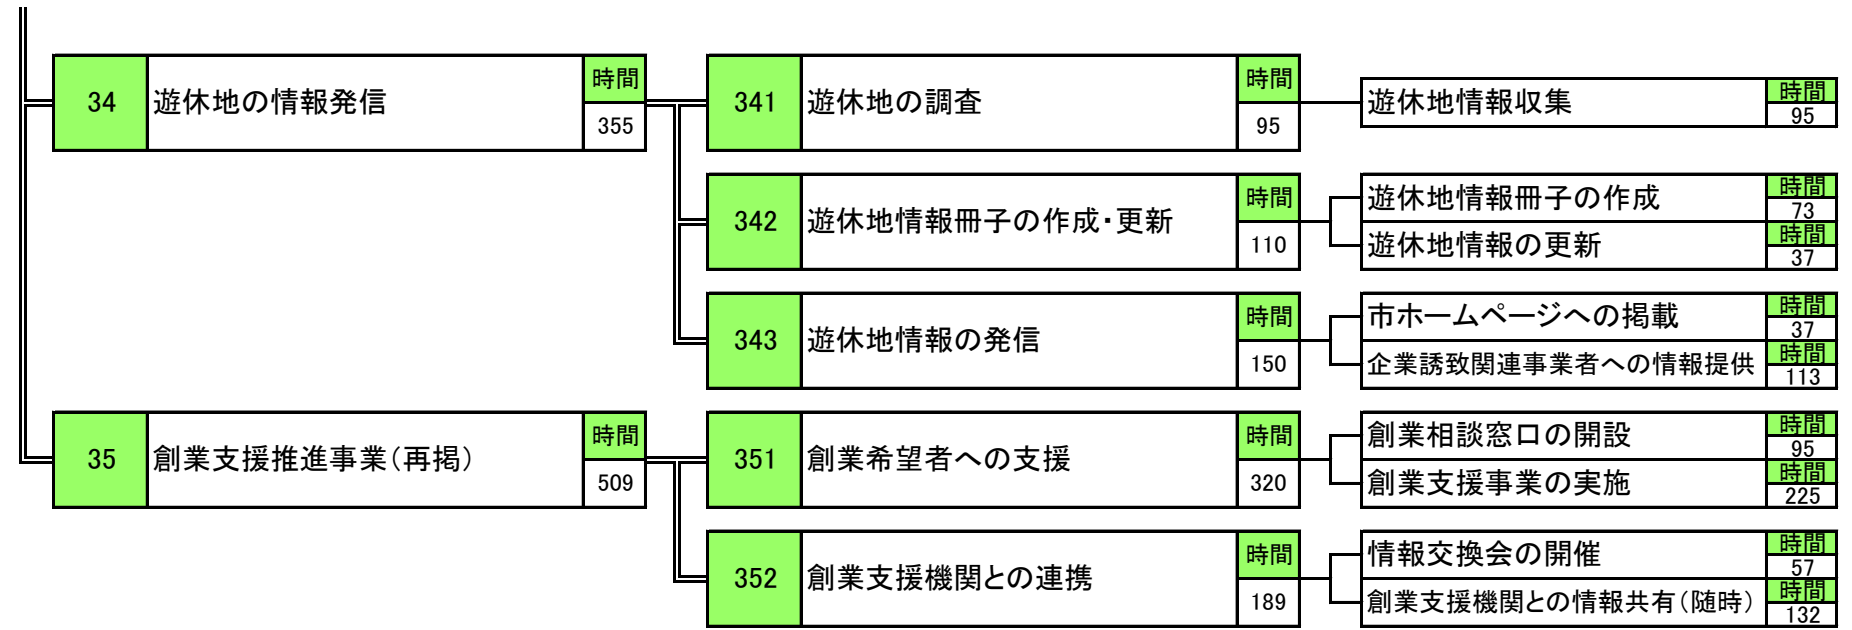 34 遊休地の情報発信 時間 355
341 遊休地の調査 時間 95
遊休地情報収集 時間 95
342 遊休地情報冊子の作成・更新 時間 110
遊休地情報冊子の作成 時間 73
遊休地情報の更新 時間 37
343 遊休地情報の発信 時間 150
市ホームページへの掲載 時間 37
企業誘致関連事業者への情報提供 時間 113
35 創業支援推進事業(再掲) 時間 509
351 創業希望者への支援 時間 320
創業相談窓口の開設 時間 95
創業支援事業の実施 時間 225
352 創業支援機関との連携 時間 189
情報交換会の開催 時間 57
創業支援機関との情報共有(随時) 時間 132